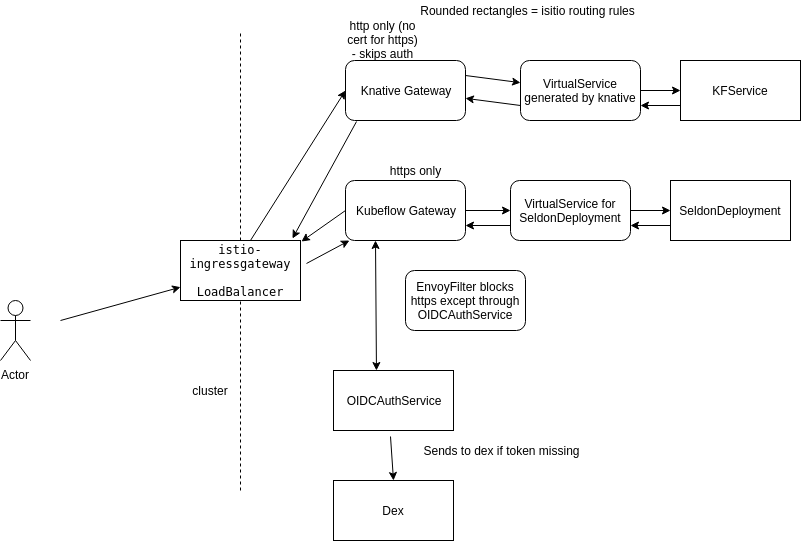 Rounded rectangles = isitio routing rules
http only (no
cert for https)
- skips auth
Knative Gateway
VirtualService
generated by knative
KFService
https only
Kubeflow Gateway
VirtualService for
SeldonDeployment
SeldonDeployment
istio-
ingressgateway
LoadBalancer
EnvoyFilter blocks
https except through
OIDCAuthService
Actor
cluster
OIDCAuthService
Sends to dex if token missing
Dex